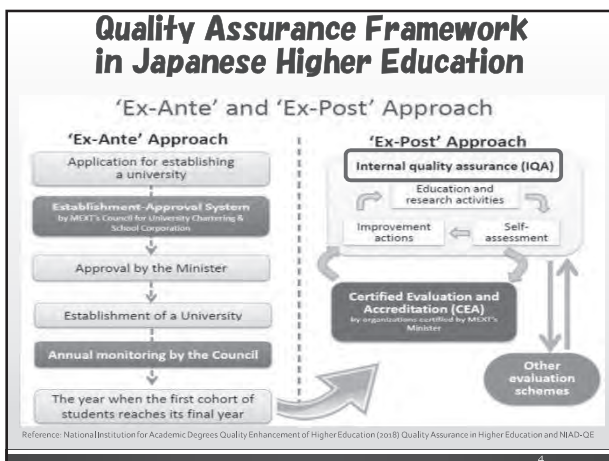 Quality Assurance Framework
in Japanese Higher Education
'Ex-Ante' and 'Ex-Post' Approach
'Ex-Ante' Approach
Application for establishing
a university
Establishment-Approval System
by MEXT's Council for University Chartering &
School Corporation
Approval by the Minister
Establishment of a University
Annual monitoring by the Council
The year when the first cohort of
students reaches its final year
'Ex-Post' Approach
Internal quality assurance (IQA)
Education and
research activities
Improvement
actions
Self-
assessment
Certified Evaluation and
Accreditation (CEA)
by organizations certified by MEXT's
Minister
Other
evaluation
schemes
Reference: National Institution for Academic Degrees Quality Enhancement of Higher Education (2018) Quality Assurance in Higher Education and NIAD-QE
4